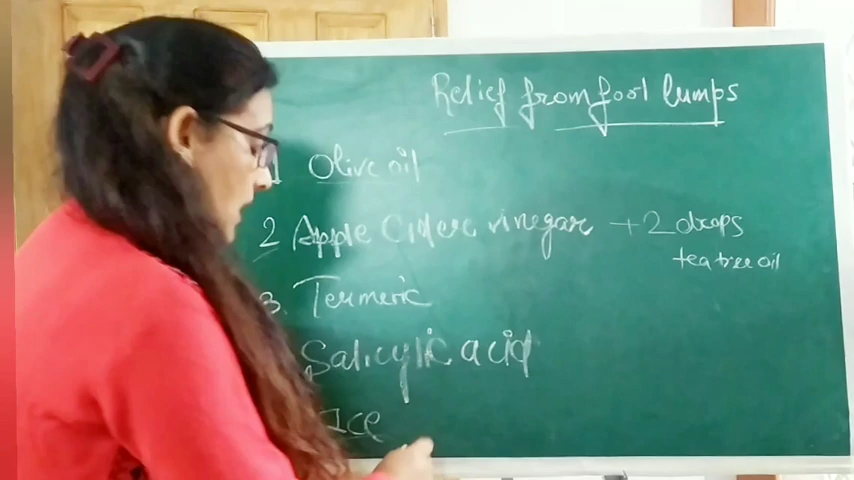 Relief from foot lumps
1 Olive oil
2 Apple Cider vinegar + 2 drops
tea tree oil
3. Termeric
Salicylic acid
Ice